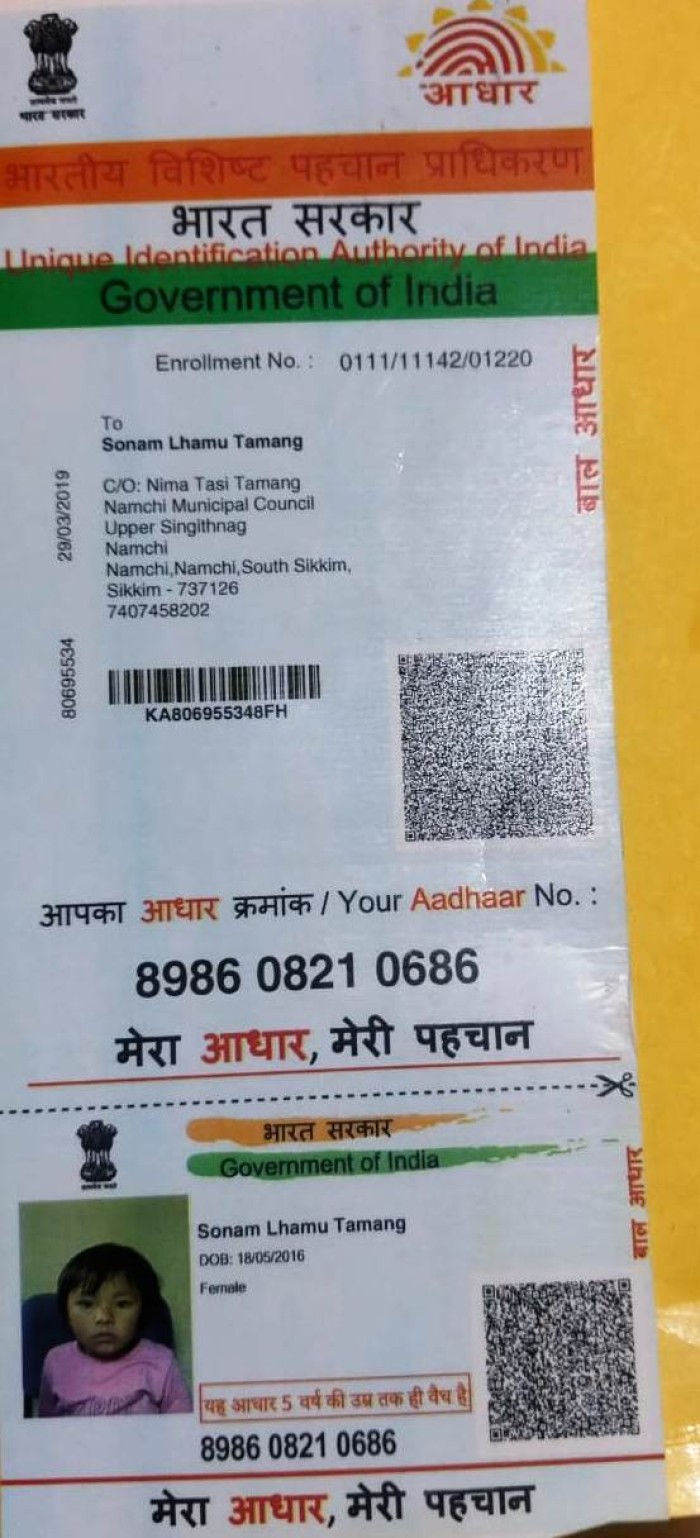 भारत सरकार
आधार
भारतीय विशिष्ट पहचान प्राधिकरण
भारत सरकार
Unique Identification Authority of India
Government of India
Enrollment No. : 0111/11142/01220
To
Sonam Lhamu Tamang
C/O: Nima Tasi Tamang
Namchi Municipal Council
Upper Singithnag
Namchi
Namchi,Namchi,South Sikkim,
Sikkim - 737126
7407458202
29/03/2019
80695534
बाल आधार
KA806955348FH
आपका आधार क्रमांक / Your Aadhaar No. :
8986 0821 0686
मेरा आधार, मेरी पहचान
भारत सरकार
Government of India
बाल आधार
Sonam Lhamu Tamang
DOB: 18/05/2016
Female
यह आधार 5 वर्ष की उम्र तक ही वैध है
8986 0821 0686
मेरा आधार, मेरी पहचान